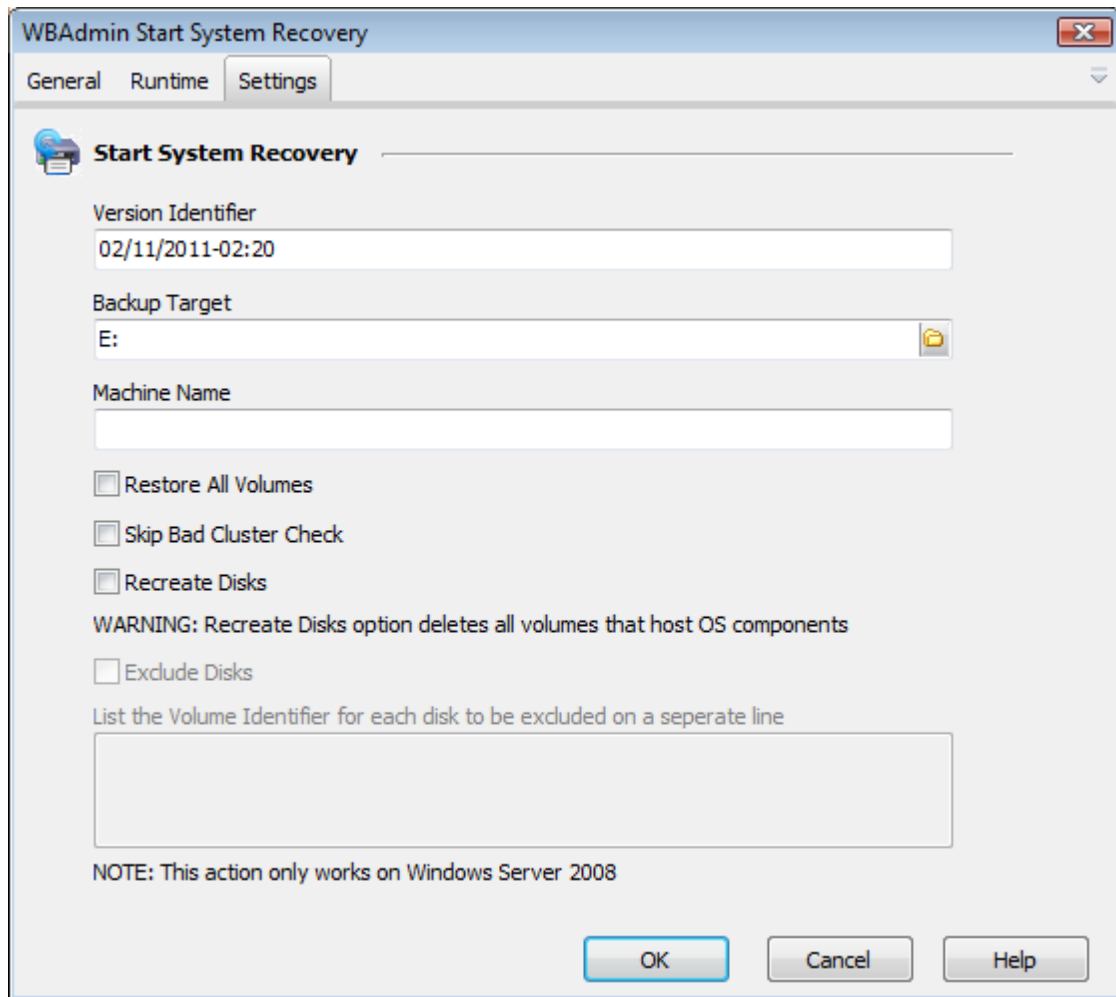 WBAdmin Start System Recovery
General Runtime Settings
Start System Recovery
Version Identifier
02/11/2011-02:20
Backup Target
E:
Machine Name
Restore All Volumes
Skip Bad Cluster Check
Recreate Disks
WARNING: Recreate Disks option deletes all volumes that host OS components
Exclude Disks
List the Volume Identifier for each disk to be excluded on a seperate line
NOTE: This action only works on Windows Server 2008
OK Cancel Help